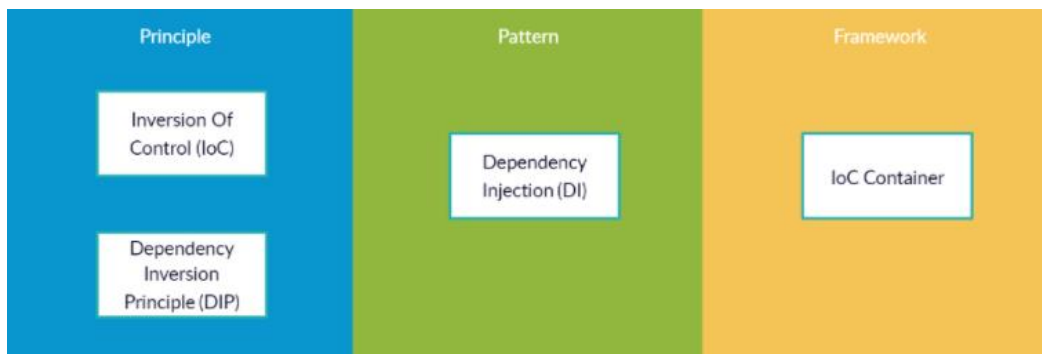 Principle
Pattern
Framework
Inversion Of
Control (IoC)
Dependency
Inversion
Principle (DIP)
Dependency
Injection (DI)
IoC Container